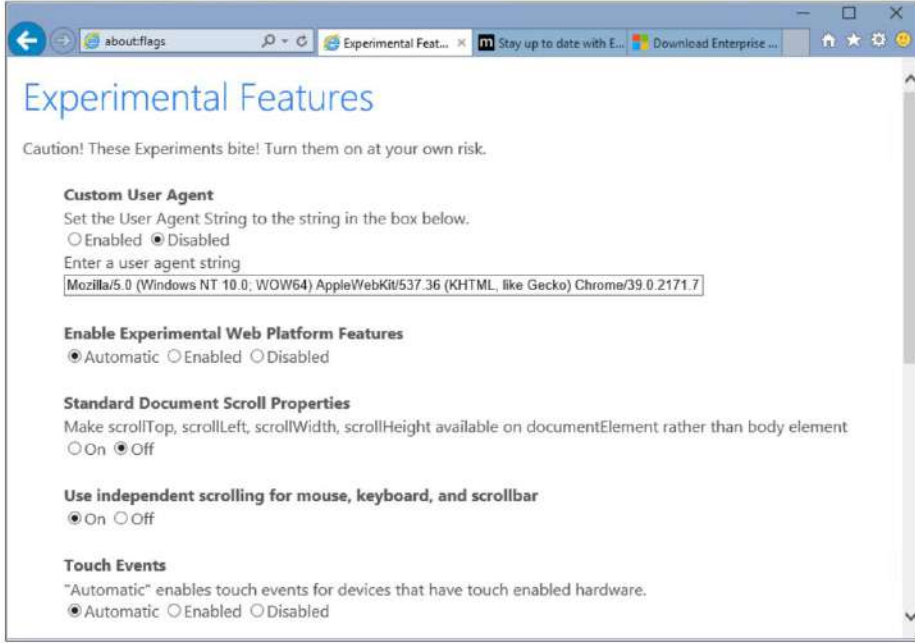 about:flags
Experimental Feat...
Stay up to date with E...
Download Enterprise ...
Experimental Features
Caution! These Experiments bite! Turn them on at your own risk.
Custom User Agent
Set the User Agent String to the string in the box below.
Enabled Disabled
Enter a user agent string
Mozilla/5.0 (Windows NT 10.0; WOW64) AppleWebKit/537.36 (KHTML, like Gecko) Chrome/39.0.2171.7
Enable Experimental Web Platform Features
Automatic Enabled Disabled
Standard Document Scroll Properties
Make scrollTop, scrollLeft, scrollWidth, scrollHeight available on documentElement rather than body element
On Off
Use independent scrolling for mouse, keyboard, and scrollbar
On Off
Touch Events
"Automatic" enables touch events for devices that have touch enabled hardware.
Automatic Enabled Disabled